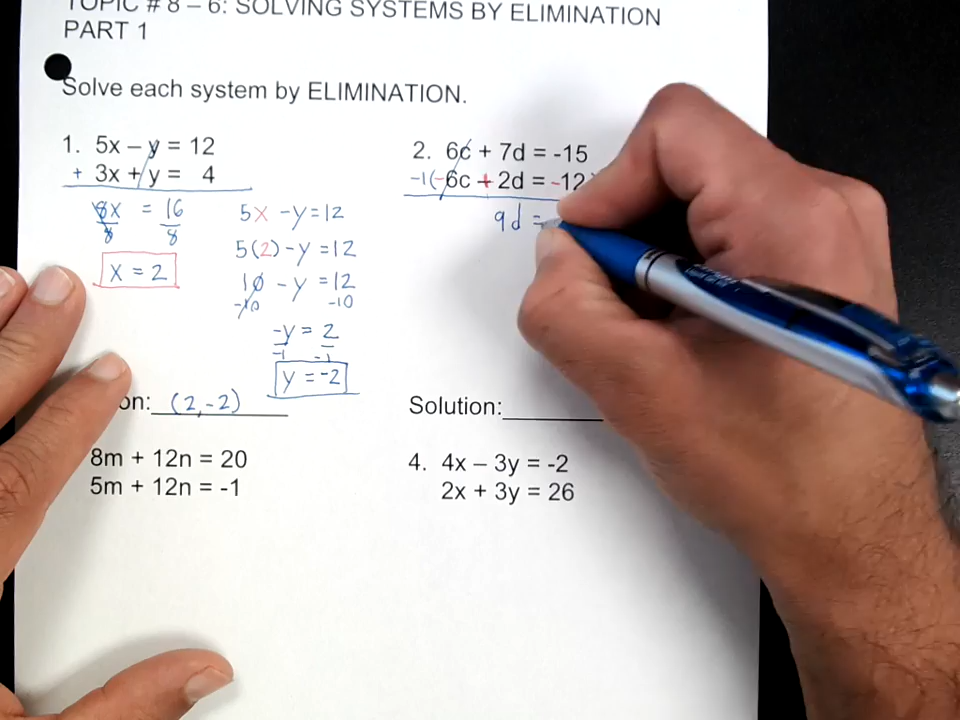 TOPIC # 8 – 6: SOLVING SYSTEMS BY ELIMINATION
PART 1
Solve each system by ELIMINATION.
1. 5x – y = 12
+ 3x + y = 4
8x = 16
8 8
x = 2
5x - y = 12
5(2) - y = 12
10 - y = 12
-10 -10
-y = 2
-1 -1
y = -2
on: (2,-2)
2. 6c + 7d = -15
-1(-6c + 2d = -12
9d =
Solution:
8m + 12n = 20
5m + 12n = -1
4. 4x – 3y = -2
2x + 3y = 26